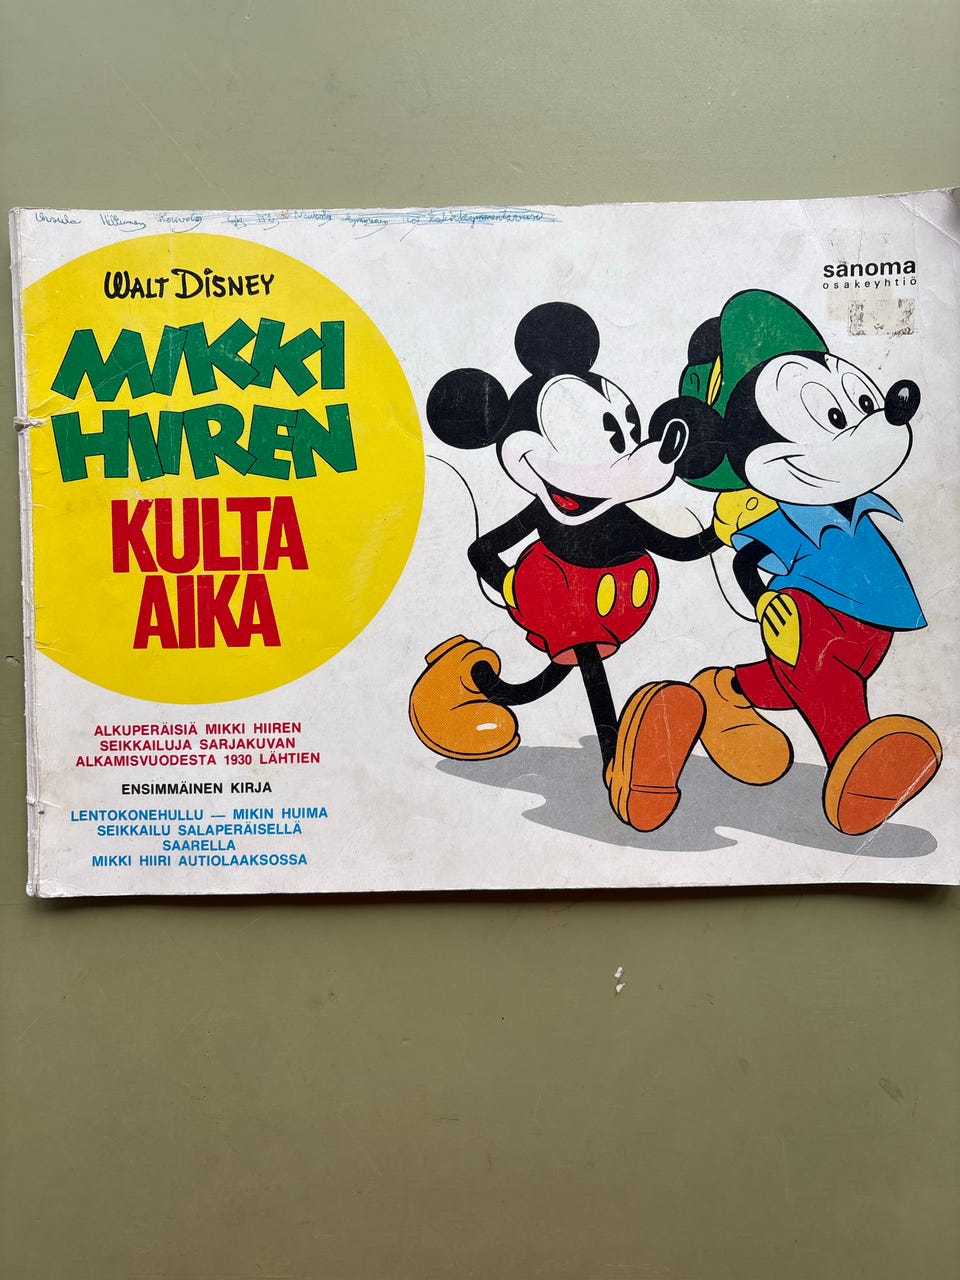 Walt Disney
MIKKI
HIIREN
KULTA
AIKA
sanoma
osakeyhtiö
ALKUPERÄISIÄ MIKKI HIIREN
SEIKKAILUJA SARJAKUVAN
ALKAMISVUODESTA 1930 LÄHTIEN
ENSIMMÄINEN KIRJA
LENTOKONEHULLU — MIKIN HUIMA
SEIKKAILU SALAPERÄISELLÄ
SAARELLA
MIKKI HIIRI AUTIOLAAKSOSSA